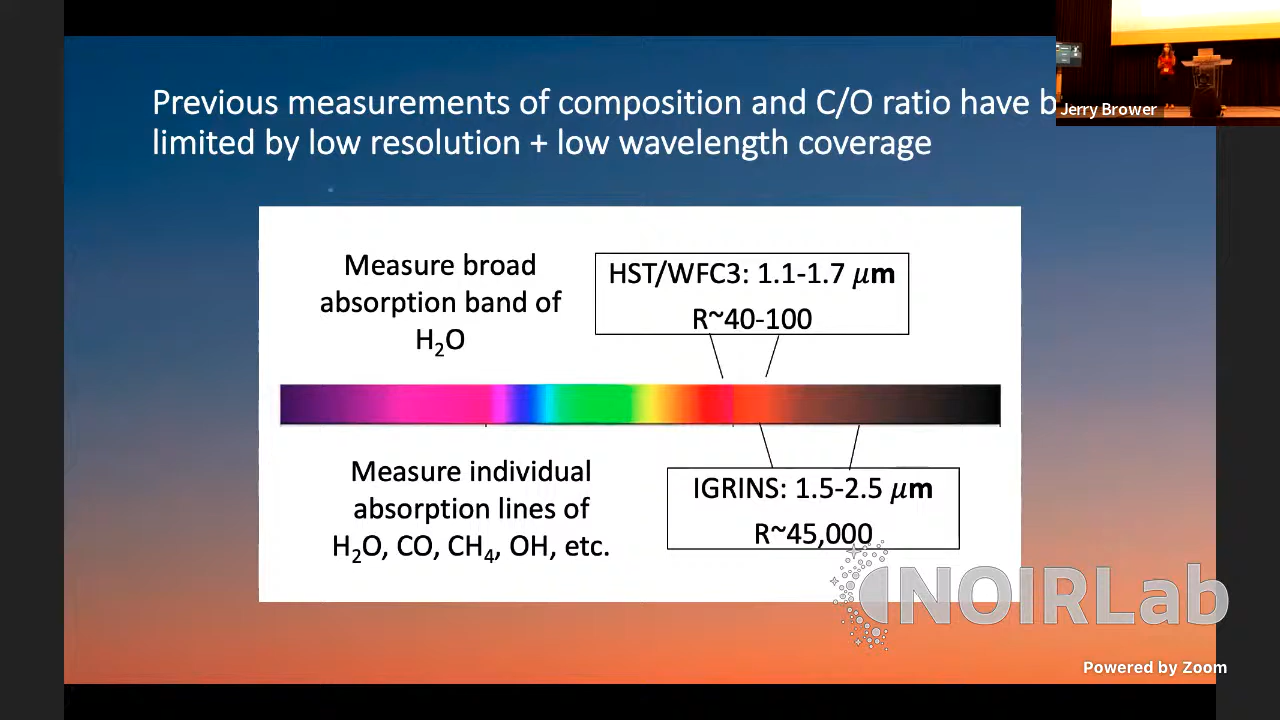 Previous measurements of composition and C/O ratio have b
limited by low resolution + low wavelength coverage
Jerry Brower
Measure broad
absorption band of
H₂O
HST/WFC3: 1.1-1.7 𝜇m
R~40-100
Measure individual
absorption lines of
H₂O, CO, CH₄, OH, etc.
IGRINS: 1.5-2.5 𝜇m
R~45,000
NOIRLab
Powered by Zoom